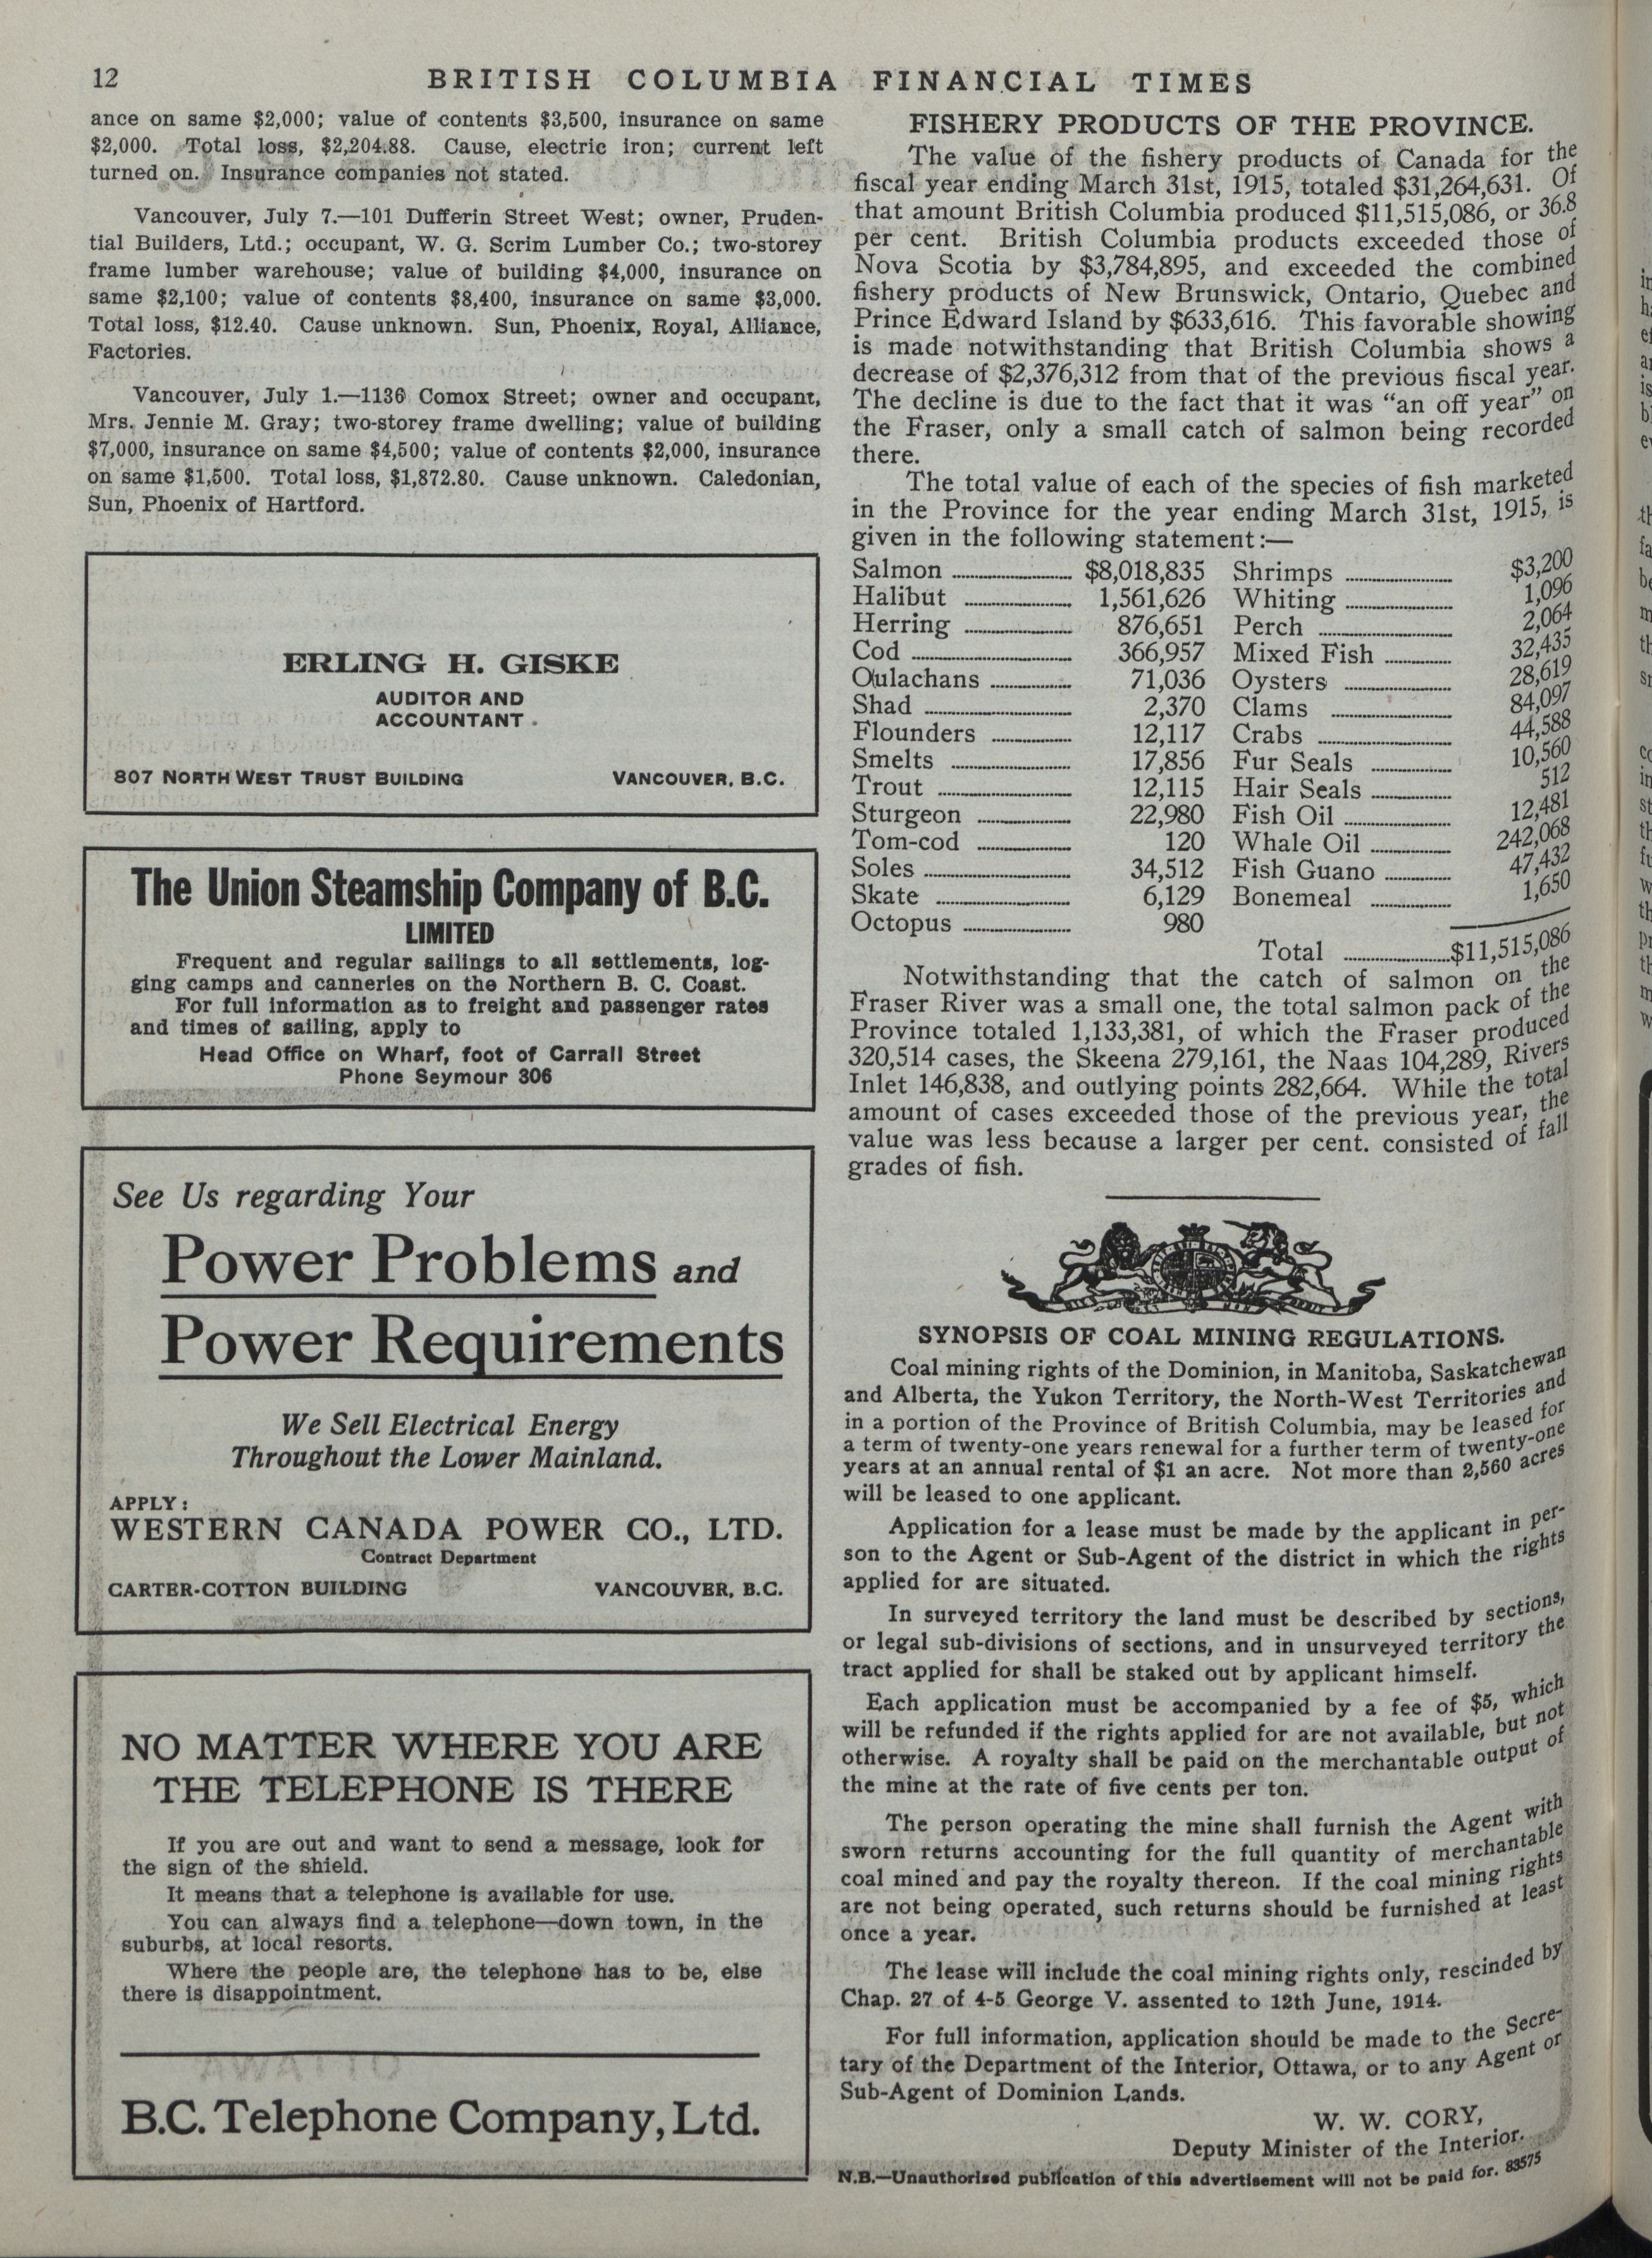 12
BRITISH COLUMBIA FINANCIAL TIMES
ance on same $2,000; value of contents $3,500, insurance on same
$2,000. Total loss, $2,204.88. Cause, electric iron; current left
turned on. Insurance companies not stated.
Vancouver, July 7.—101 Dufferin Street West; owner, Pruden-
tial Builders, Ltd.; occupant, W. G. Scrim Lumber Co.; two-storey
frame lumber warehouse; value of building $4,000, insurance on
same $2,100; value of contents $8,400, insurance on same $3,000.
Total loss, $12.40. Cause unknown. Sun, Phoenix, Royal, Alliance,
Factories.
Vancouver, July 1.—1136 Comox Street; owner and occupant,
Mrs. Jennie M. Gray; two-storey frame dwelling; value of building
$7,000, insurance on same $4,500; value of contents $2,000, insurance
on same $1,500. Total loss, $1,872.80. Cause unknown. Caledonian,
Sun, Phoenix of Hartford.
ERLING H. GISKE
AUDITOR AND
ACCOUNTANT
807 NORTH WEST TRUST BUILDING VANCOUVER, B.C.
The Union Steamship Company of B.C.
LIMITED
Frequent and regular sailings to all settlements, log-
ging camps and canneries on the Northern B. C. Coast.
For full information as to freight and passenger rates
and times of sailing, apply to
Head Office on Wharf, foot of Carrall Street
Phone Seymour 306
See Us regarding Your
Power Problems and
Power Requirements
We Sell Electrical Energy
Throughout the Lower Mainland.
APPLY:
WESTERN CANADA POWER CO., LTD.
Contract Department
CARTER-COTTON BUILDING VANCOUVER, B.C.
NO MATTER WHERE YOU ARE
THE TELEPHONE IS THERE
If you are out and want to send a message, look for
the sign of the shield.
It means that a telephone is available for use.
You can always find a telephone—down town, in the
suburbs, at local resorts.
Where the people are, the telephone has to be, else
there is disappointment.
B.C. Telephone Company, Ltd.
FISHERY PRODUCTS OF THE PROVINCE.
The value of the fishery products of Canada for the
fiscal year ending March 31st, 1915, totaled $31,264,631. Of
that amount British Columbia produced $11,515,086, or 36.8
per cent. British Columbia products exceeded those of
Nova Scotia by $3,784,895, and exceeded the combined
fishery products of New Brunswick, Ontario, Quebec and
Prince Edward Island by $633,616. This favorable showing
is made notwithstanding that British Columbia shows a
decrease of $2,376,312 from that of the previous fiscal year.
The decline is due to the fact that it was “an off year” on
the Fraser, only a small catch of salmon being recorded
there.
The total value of each of the species of fish marketed
in the Province for the year ending March 31st, 1915, is
given in the following statement:—
Salmon $8,018,835 Shrimps $3,200
Halibut 1,561,626 Whiting 1,096
Herring 876,651 Perch 2,064
Cod 366,957 Mixed Fish 32,435
Oulachans 71,036 Oysters 28,619
Shad 2,370 Clams 84,097
Flounders 12,117 Crabs 44,588
Smelts 17,856 Fur Seals 10,560
Trout 12,115 Hair Seals 512
Sturgeon 22,980 Fish Oil 12,481
Tom-cod 120 Whale Oil 242,068
Soles 34,512 Fish Guano 47,432
Skate 6,129 Bonemeal 1,650
Octopus 980
Total $11,515,086
Notwithstanding that the catch of salmon on the
Fraser River was a small one, the total salmon pack of the
Province totaled 1,133,381, of which the Fraser produced
320,514 cases, the Skeena 279,161, the Naas 104,289, Rivers
Inlet 146,838, and outlying points 282,664. While the total
amount of cases exceeded those of the previous year, the
value was less because a larger per cent. consisted of fall
grades of fish.
SYNOPSIS OF COAL MINING REGULATIONS.
Coal mining rights of the Dominion, in Manitoba, Saskatchewan
and Alberta, the Yukon Territory, the North-West Territories and
in a portion of the Province of British Columbia, may be leased for
a term of twenty-one years renewal for a further term of twenty-one
years at an annual rental of $1 an acre. Not more than 2,560 acres
will be leased to one applicant.
Application for a lease must be made by the applicant in per-
son to the Agent or Sub-Agent of the district in which the rights
applied for are situated.
In surveyed territory the land must be described by sections,
or legal sub-divisions of sections, and in unsurveyed territory the
tract applied for shall be staked out by applicant himself.
Each application must be accompanied by a fee of $5, which
will be refunded if the rights applied for are not available, but not
otherwise. A royalty shall be paid on the merchantable output of
the mine at the rate of five cents per ton.
The person operating the mine shall furnish the Agent with
sworn returns accounting for the full quantity of merchantable
coal mined and pay the royalty thereon. If the coal mining rights
are not being operated, such returns should be furnished at least
once a year.
The lease will include the coal mining rights only, rescinded by
Chap. 27 of 4-5 George V. assented to 12th June, 1914.
For full information, application should be made to the Secre-
tary of the Department of the Interior, Ottawa, or to any Agent or
Sub-Agent of Dominion Lands.
W. W. CORY,
Deputy Minister of the Interior.
N.B.—Unauthorized publication of this advertisement will not be paid for. 83575